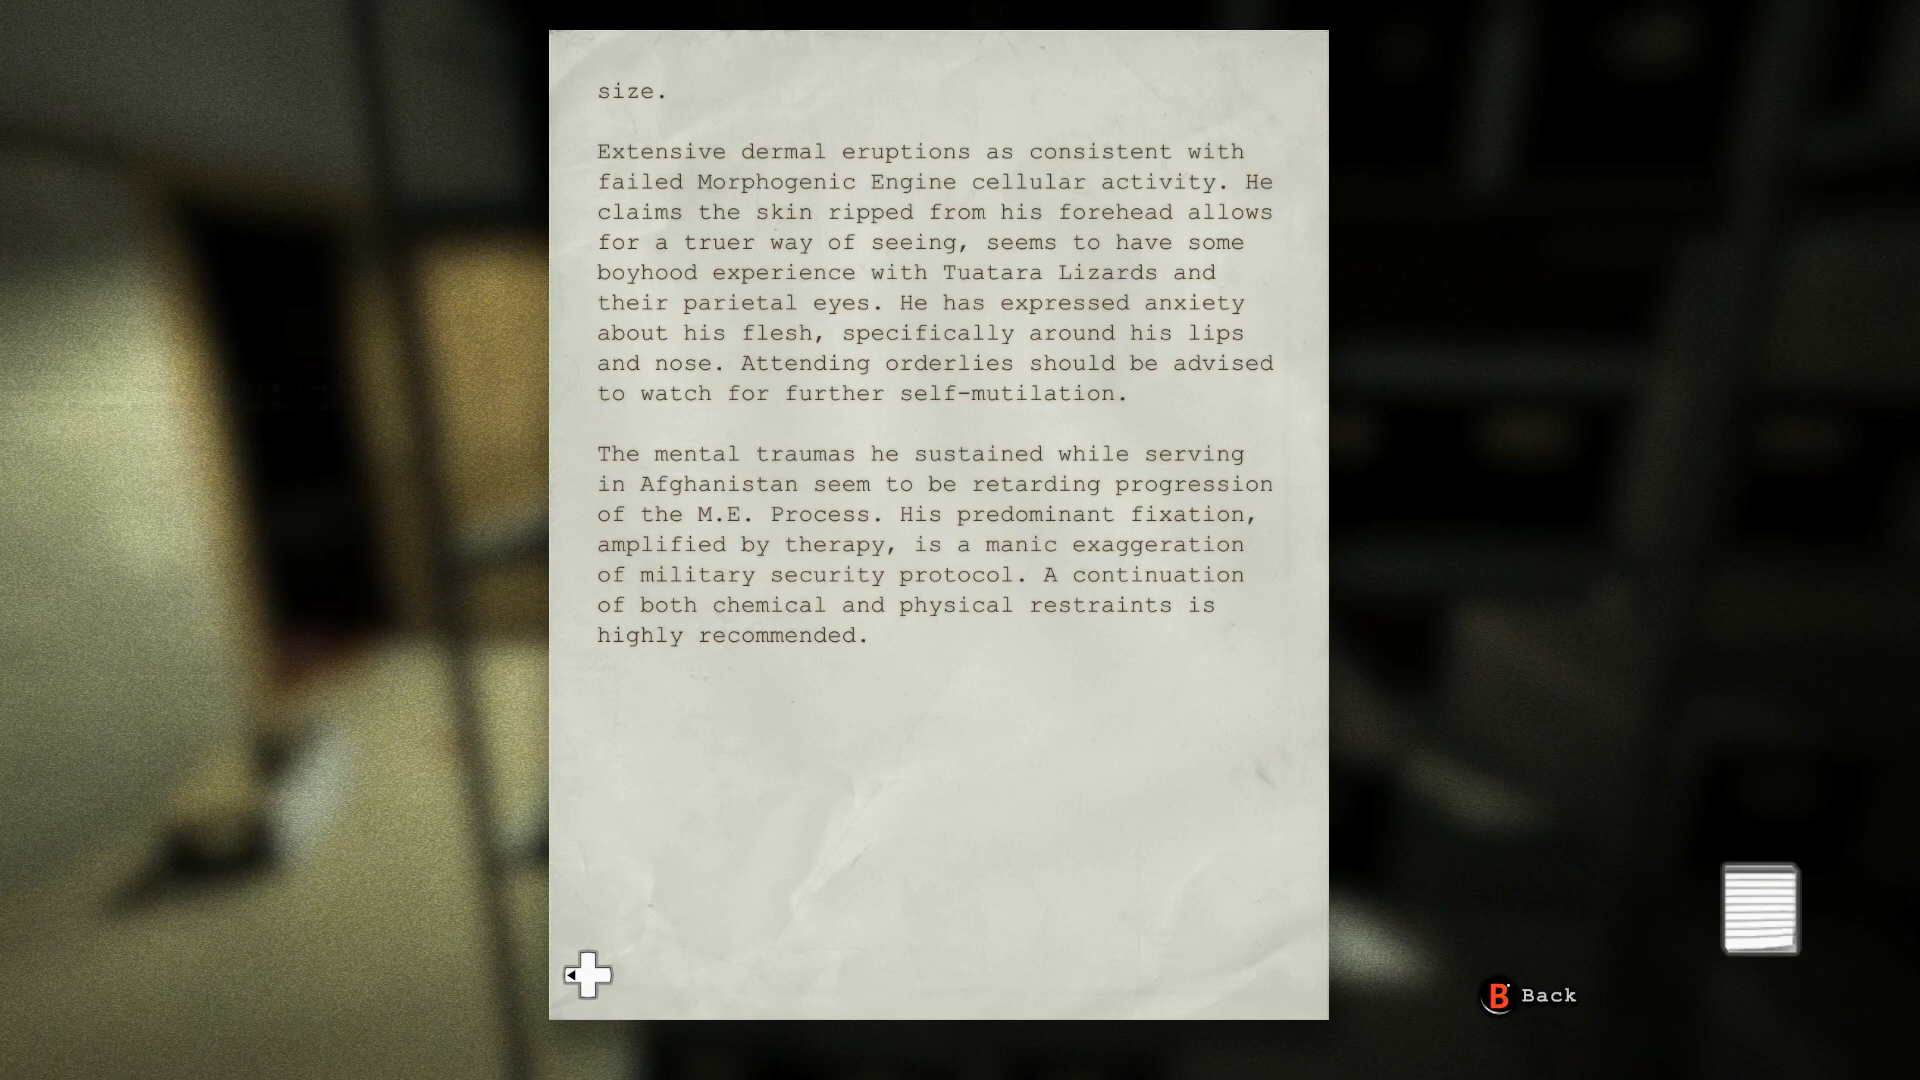 size.
Extensive dermal eruptions as consistent with
failed Morphogenic Engine cellular activity. He
claims the skin ripped from his forehead allows
for a truer way of seeing, seems to have some
boyhood experience with Tuatara Lizards and
their parietal eyes. He has expressed anxiety
about his flesh, specifically around his lips
and nose. Attending orderlies should be advised
to watch for further self-mutilation.
The mental traumas he sustained while serving
in Afghanistan seem to be retarding progression
of the M.E. Process. His predominant fixation,
amplified by therapy, is a manic exaggeration
of military security protocol. A continuation
of both chemical and physical restraints is
highly recommended.
B Back